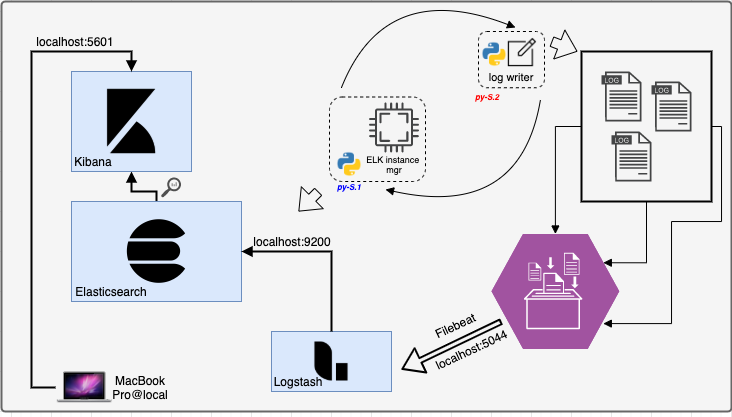 localhost:5601
Kibana
Elasticsearch
localhost:9200
Logstash
MacBook
Pro@local
ELK instance
mgr
py-S.1
log writer
py-S.2
LOG
LOG
LOG
Filebeat
localhost:5044